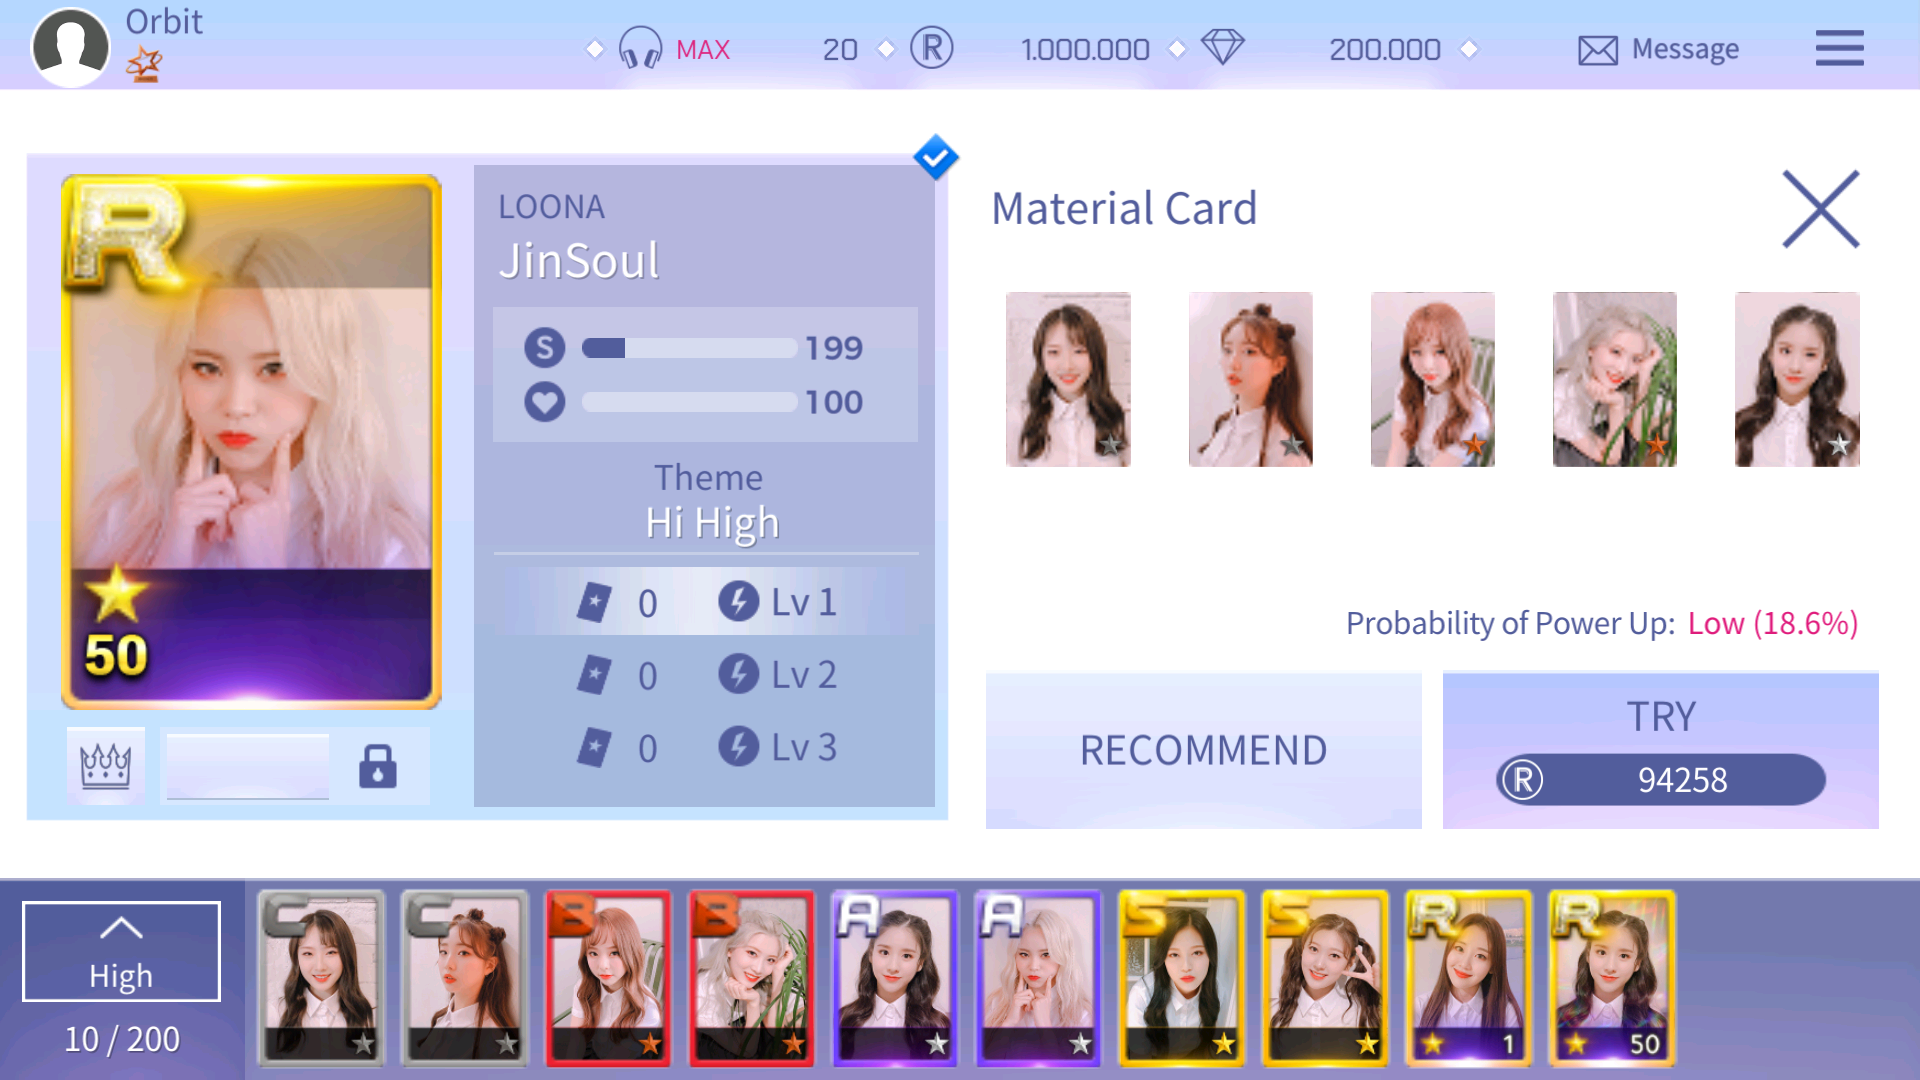 Orbit
MAX
20
R
1.000.000
200.000
Message
R
50
LOONA
JinSoul
S 199
100
Theme
Hi High
0 Lv 1
0 Lv 2
0 Lv 3
Material Card
Probability of Power Up: Low (18.6%)
RECOMMEND
TRY
R 94258
High
10 / 200
C
C
B
B
A
A
S
S
R
1
R
50